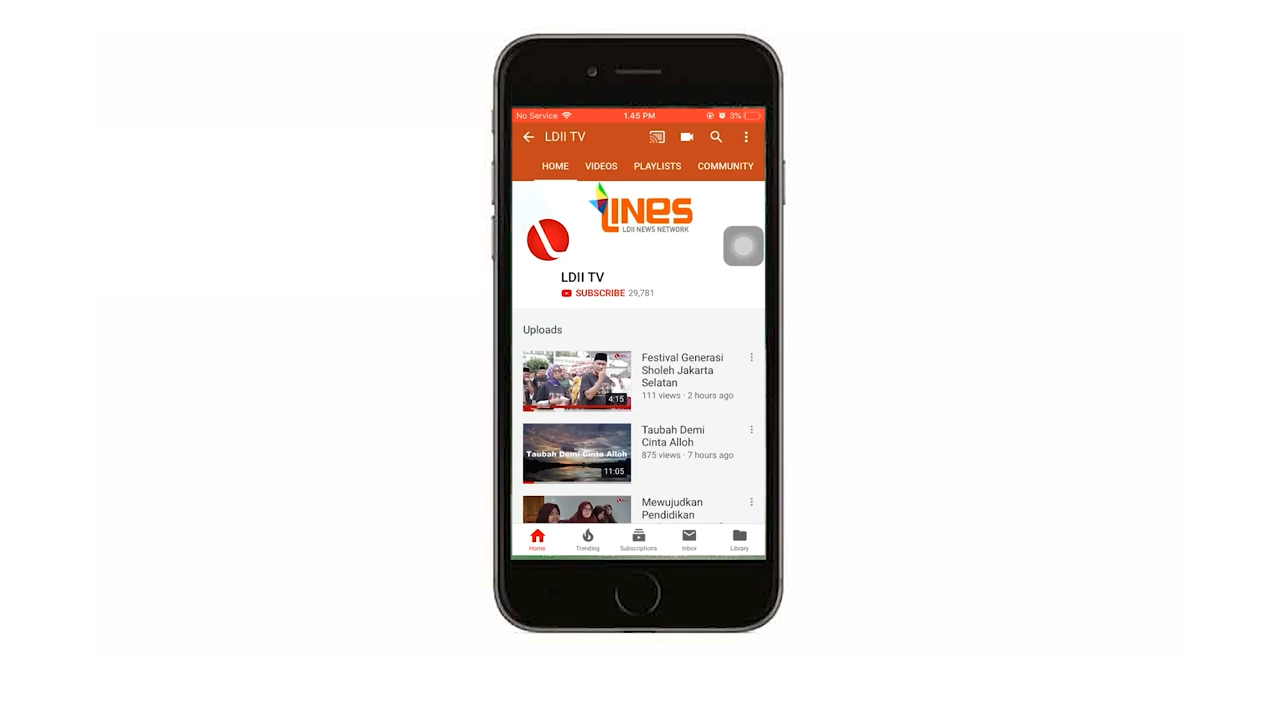 No Service 1.45 PM 3%
LDII TV
HOME VIDEOS PLAYLISTS COMMUNITY
LINES
LDII NEWS NETWORK
LDII TV
SUBSCRIBE 29,781
Uploads
Festival Generasi
Sholeh Jakarta
Selatan
111 views · 2 hours ago
4:15
Taubah Demi
Cinta Alloh
875 views · 7 hours ago
Taubah Demi Cinta Alloh
11:05
Mewujudkan
Pendidikan
Home Trending Subscriptions Inbox Library